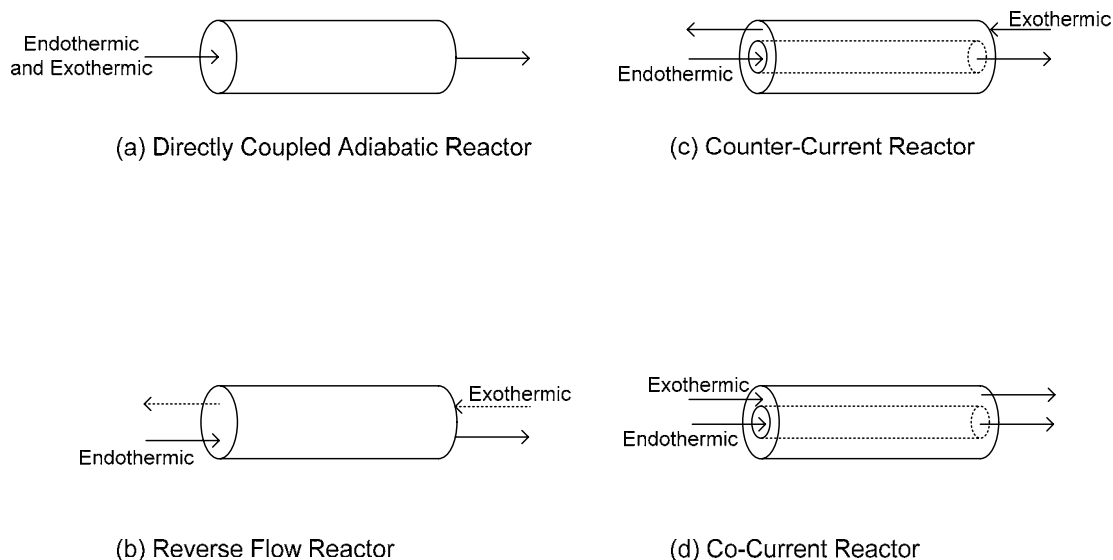 Endothermic
and Exothermic
(a) Directly Coupled Adiabatic Reactor
Exothermic
Endothermic
(c) Counter-Current Reactor
Exothermic
Endothermic
(b) Reverse Flow Reactor
Exothermic
Endothermic
(d) Co-Current Reactor